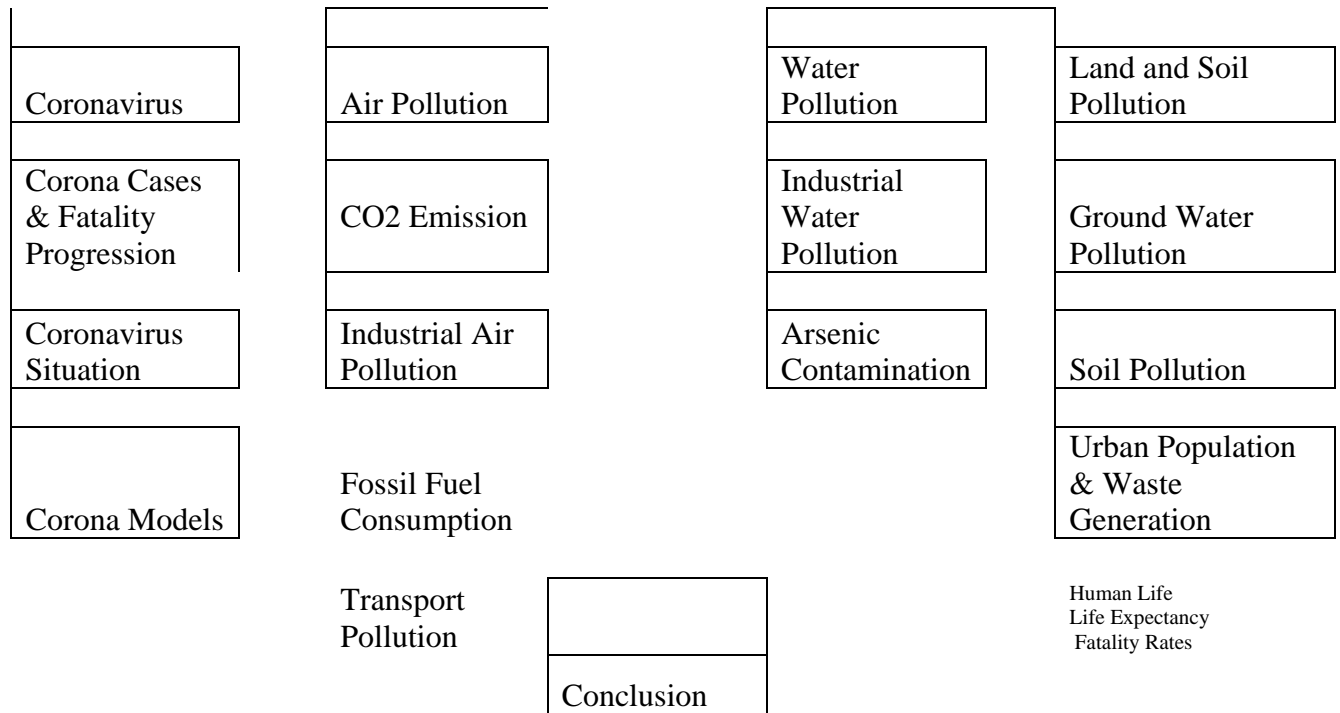 Coronavirus
Air Pollution
Water
Pollution
Land and Soil
Pollution
Corona Cases
& Fatality
Progression
CO2 Emission
Industrial
Water
Pollution
Ground Water
Pollution
Coronavirus
Situation
Industrial Air
Pollution
Arsenic
Contamination
Soil Pollution
Corona Models
Fossil Fuel
Consumption
Urban Population
& Waste
Generation
Transport
Pollution
Human Life
Life Expectancy
Fatality Rates
Conclusion